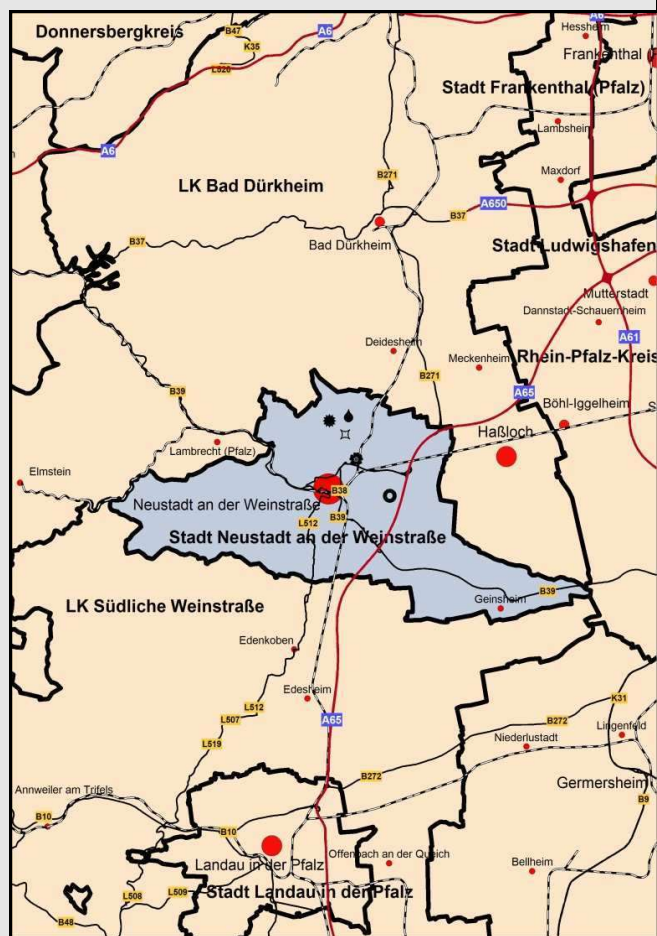 Donnersbergkreis
B47
A6
A6
Hessheim
K35
Frankenthal (
L520
Stadt Frankenthal (Pfalz)
Lambshein
A6
Maxdorf
B271
LK Bad Dürkheim
A650
B37
Bad Dürkheim
B37
Stadt Ludwigshafen
Mutterstadt
Dannstadt-Schauernheim
A61
Deidesheim
Meckenheim
Rhein-Pfalz-Kreis
B271
B39
A65
Böhl-Iggelheim
S
Haßloch
Lambrecht (Pfalz)
Elmstein
B38
Neustadt an der Weinstraße
B39
L512
Stadt Neustadt an der Weinstraße
B39
Geinsheim
LK Südliche Weinstraße
Edenkoben
Edesheim
K31
L512
L507
A65
B272
Lingenfeld
Niederlustadt
L519
B272
Germersheim
Annweiler am Trifels
B9
B10
B10
Landau in der Pfalz
Offenbach an der Queich
Bellheim
L508
L509
Stadt Landau in der Pfalz
B48